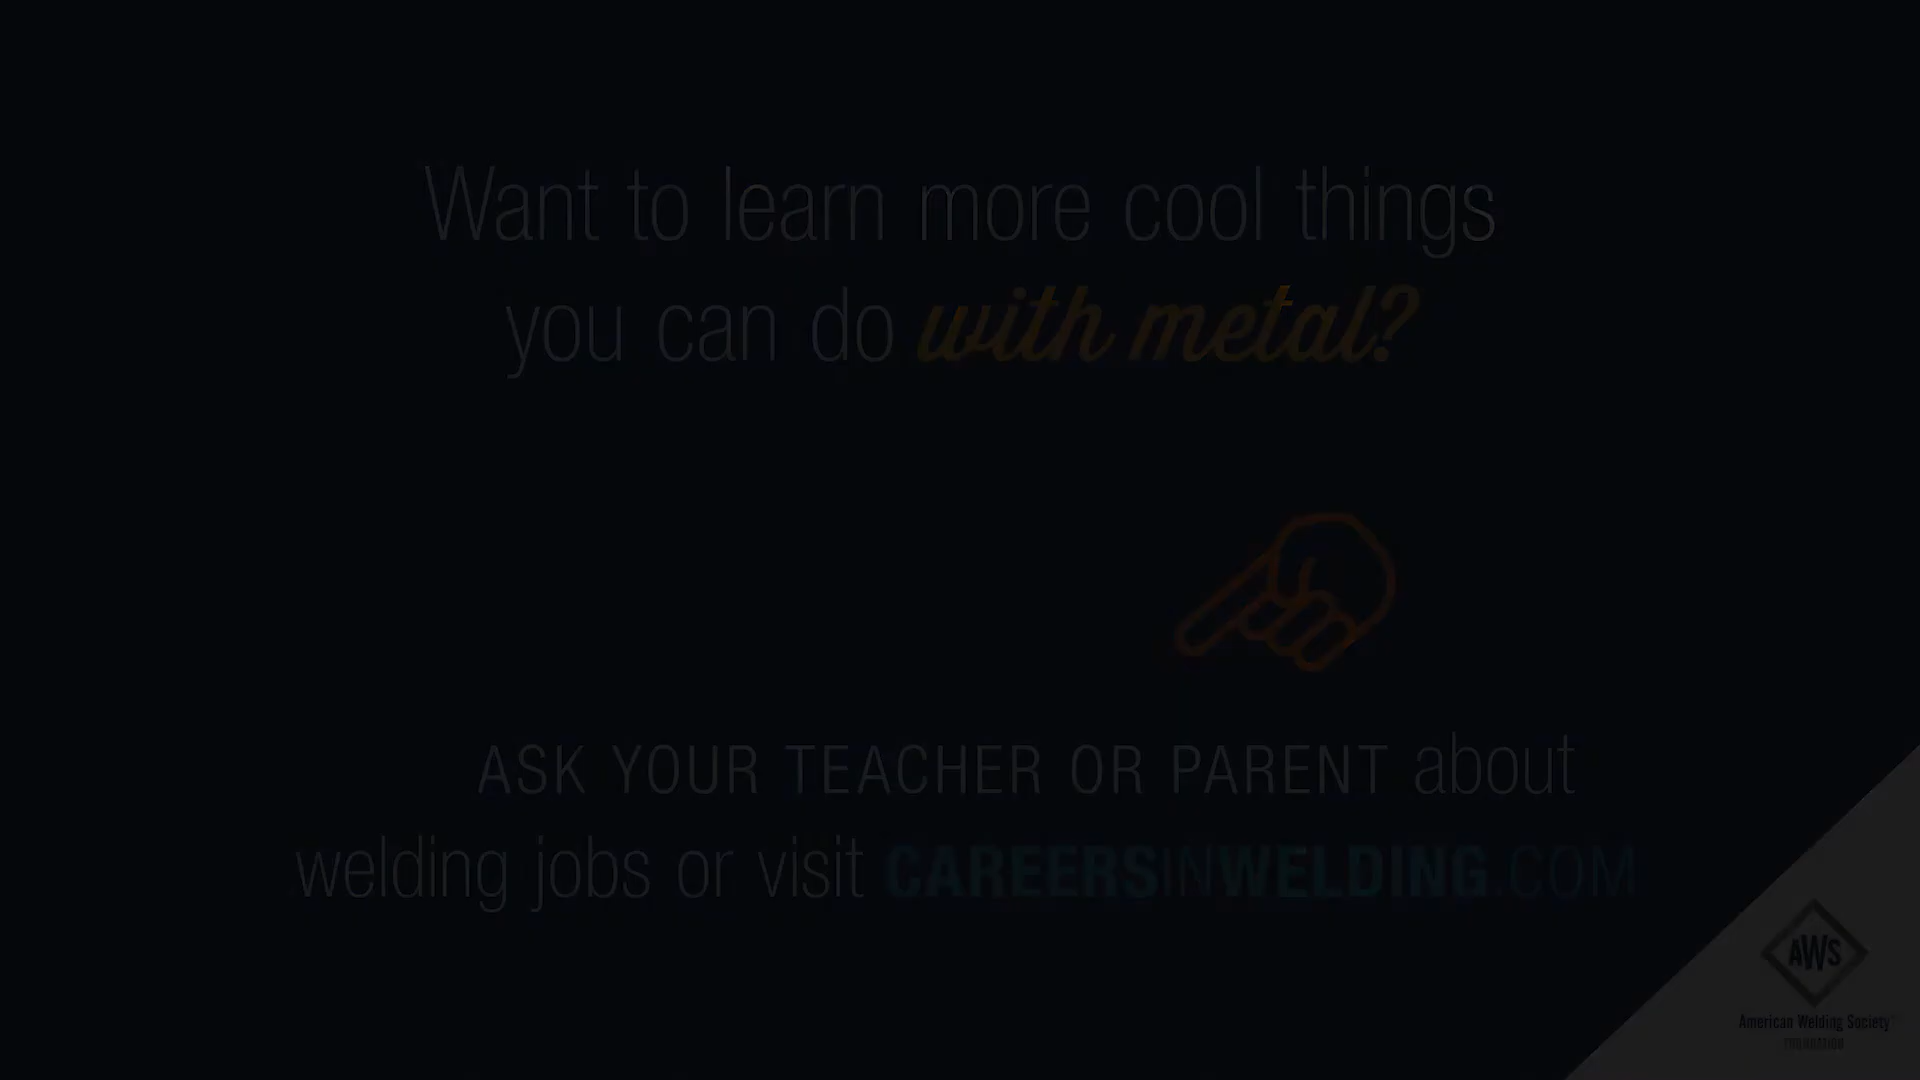 Want to learn more cool things
you can do with metal?
ASK YOUR TEACHER OR PARENT about
welding jobs or visit CAREERSINWELDING.COM
AWS
American Welding Society
FOUNDATION